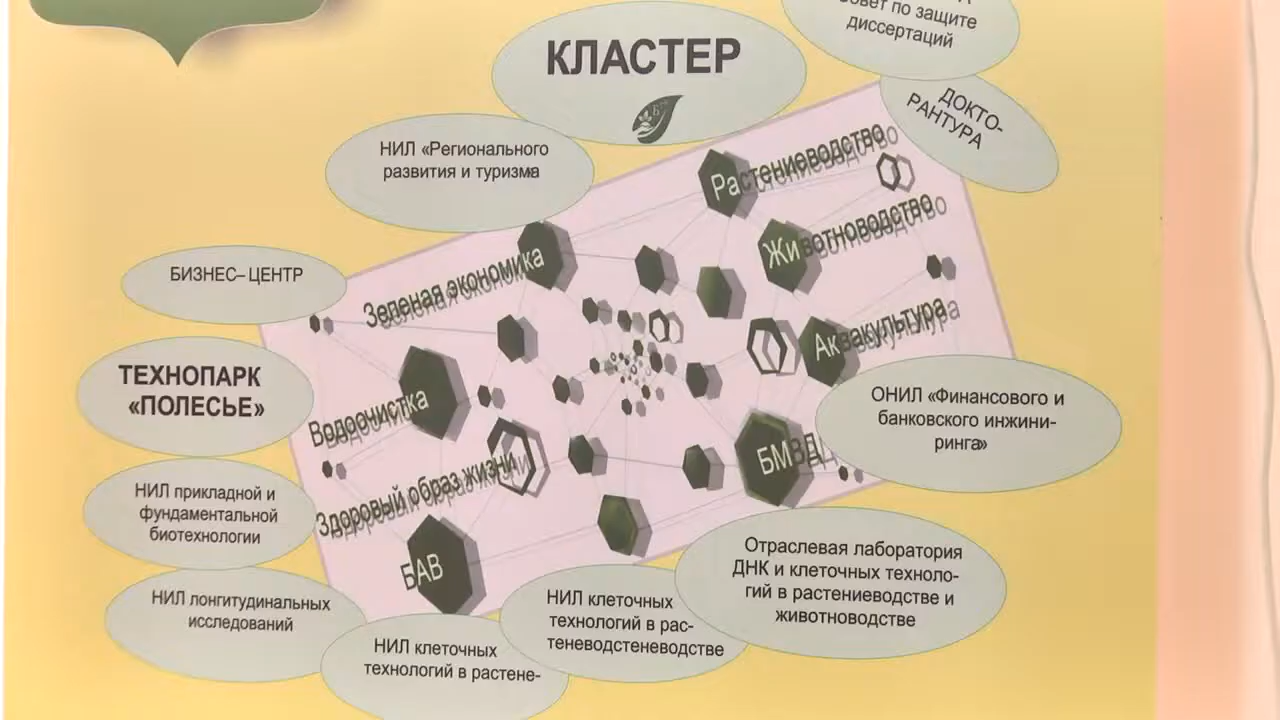 диссертаций
по защите
КЛАСТЕР
ДОКТО-
РАНТУРА
НИЛ «Регионального
развития и туризма
Растениеводство
Животноводство
Зеленая экономика
БИЗНЕС– ЦЕНТР
Аквакультура
ТЕХНОПАРК
«ПОЛЕСЬЕ»
Водоочистка
ОНИЛ «Финансового и
банковского инжини-
ринга»
БМВД
Здоровый образ жизни
НИЛ прикладной и
фундаментальной
биотехнологии
БАВ
Отраслевая лаборатория
ДНК и клеточных техноло-
гий в растениеводстве и
животноводстве
НИЛ лонгитудинальных
исследований
НИЛ клеточных
технологий в рас-
теневодстеневодстве
НИЛ клеточных
технологий в растене-